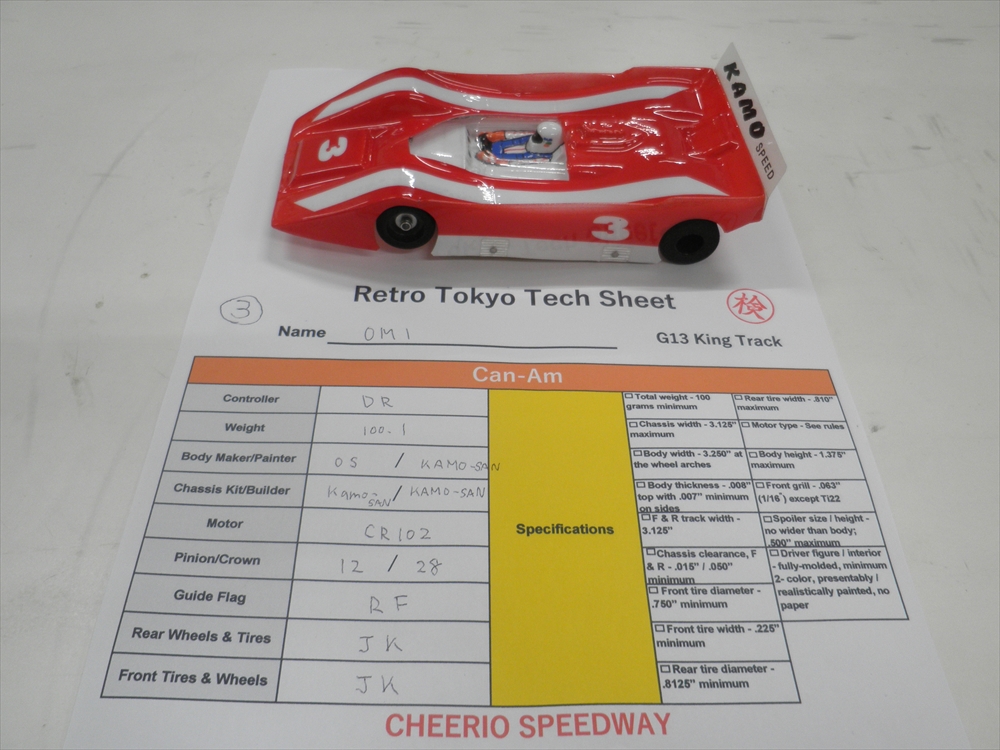 KAMO SPEED
3
3
Retro Tokyo Tech Sheet
検
3
Name OMI
G13 King Track
Can-Am
Controller DR
Weight 100.1
Body Maker/Painter OS / KAMO-SAN
Chassis Kit/Builder Kamo-SAN / KAMO-SAN
Motor CR102
Pinion/Crown 12 / 28
Guide Flag RF
Rear Wheels & Tires JK
Front Tires & Wheels JK
Specifications
Total weight - 100
grams minimum
Rear tire width - .810"
maximum
Chassis width - 3.125"
maximum
Motor type - See rules
Body width - 3.250" at
the wheel arches
Body height - 1.375"
maximum
Body thickness - .008"
top with .007" minimum
on sides
Front grill - .063"
(1/16") except Ti22
F & R track width -
3.125"
Spoiler size / height -
no wider than body;
.500" maximum
Chassis clearance, F
& R - .015" / .050"
minimum
Driver figure / interior
- fully-molded, minimum
2- color, presentably /
realistically painted, no
paper
Front tire diameter -
.750" minimum
Front tire width - .225"
minimum
Rear tire diameter -
.8125" minimum
CHEERIO SPEEDWAY